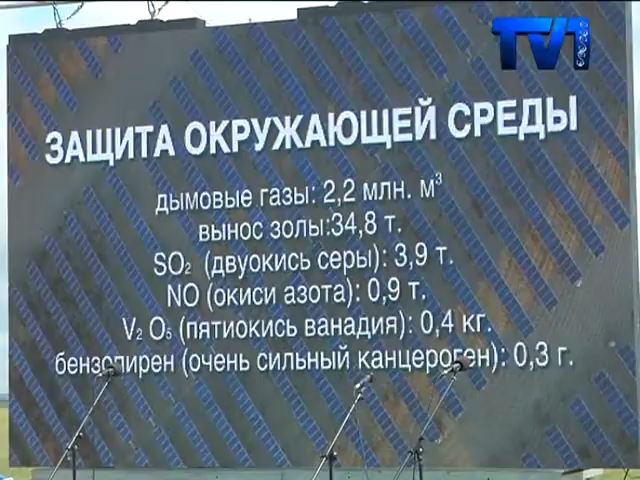 TV1
ЗАЩИТА ОКРУЖАЮЩЕЙ СРЕДЫ
дымовые газы: 2,2 млн. м³
вынос золы:34,8 т.
SO₂ (двуокись серы): 3,9 т.
NO (окиси азота): 0,9 т.
V₂ O₅ (пятиокись ванадия): 0,4 кг.
бензопирен (очень сильный канцероген): 0,3 г.